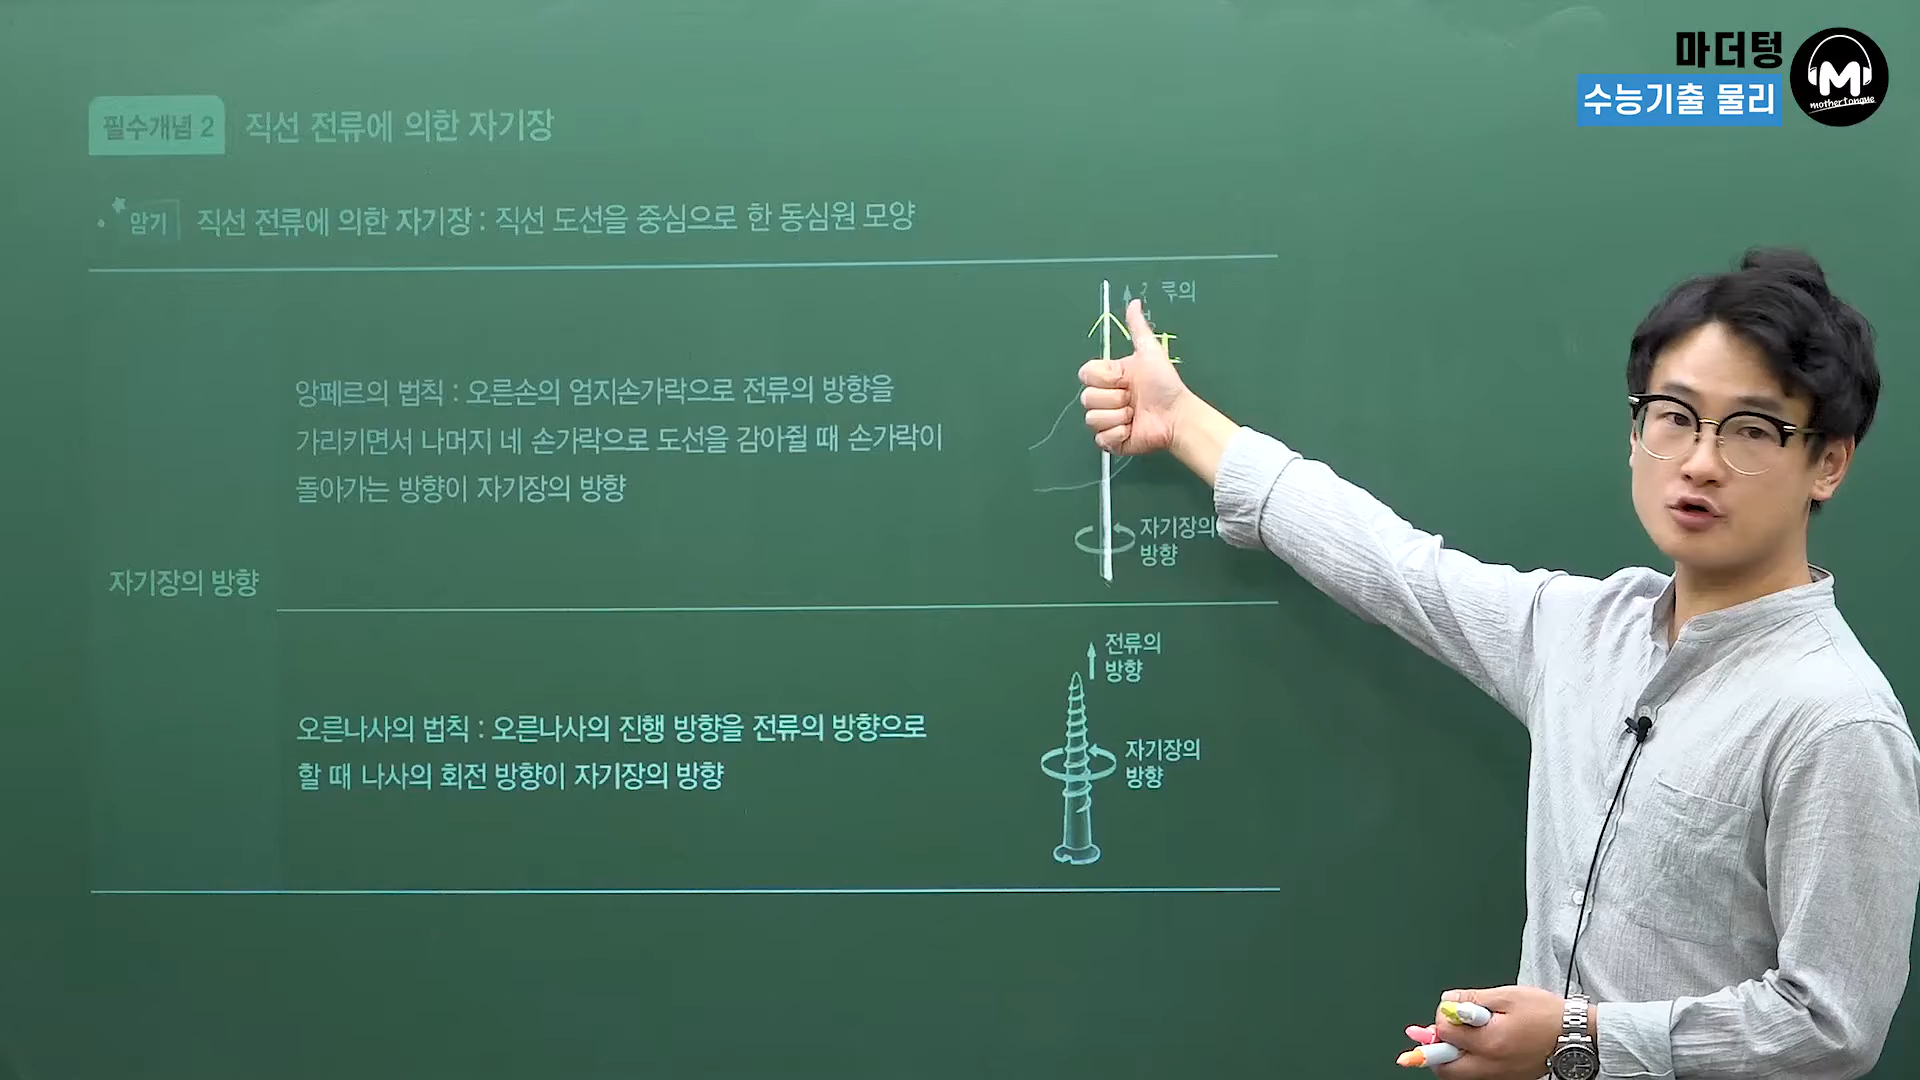 마더텅
수능기출 물리
M
mothertongue
필수개념 2 직선 전류에 의한 자기장
암기 직선 전류에 의한 자기장 : 직선 도선을 중심으로 한 동심원 모양
자기장의 방향
앙페르의 법칙 : 오른손의 엄지손가락으로 전류의 방향을
가리키면서 나머지 네 손가락으로 도선을 감아쥘 때 손가락이
돌아가는 방향이 자기장의 방향
류의
I
자기장의
방향
오른나사의 법칙 : 오른나사의 진행 방향을 전류의 방향으로
할 때 나사의 회전 방향이 자기장의 방향
전류의
방향
자기장의
방향